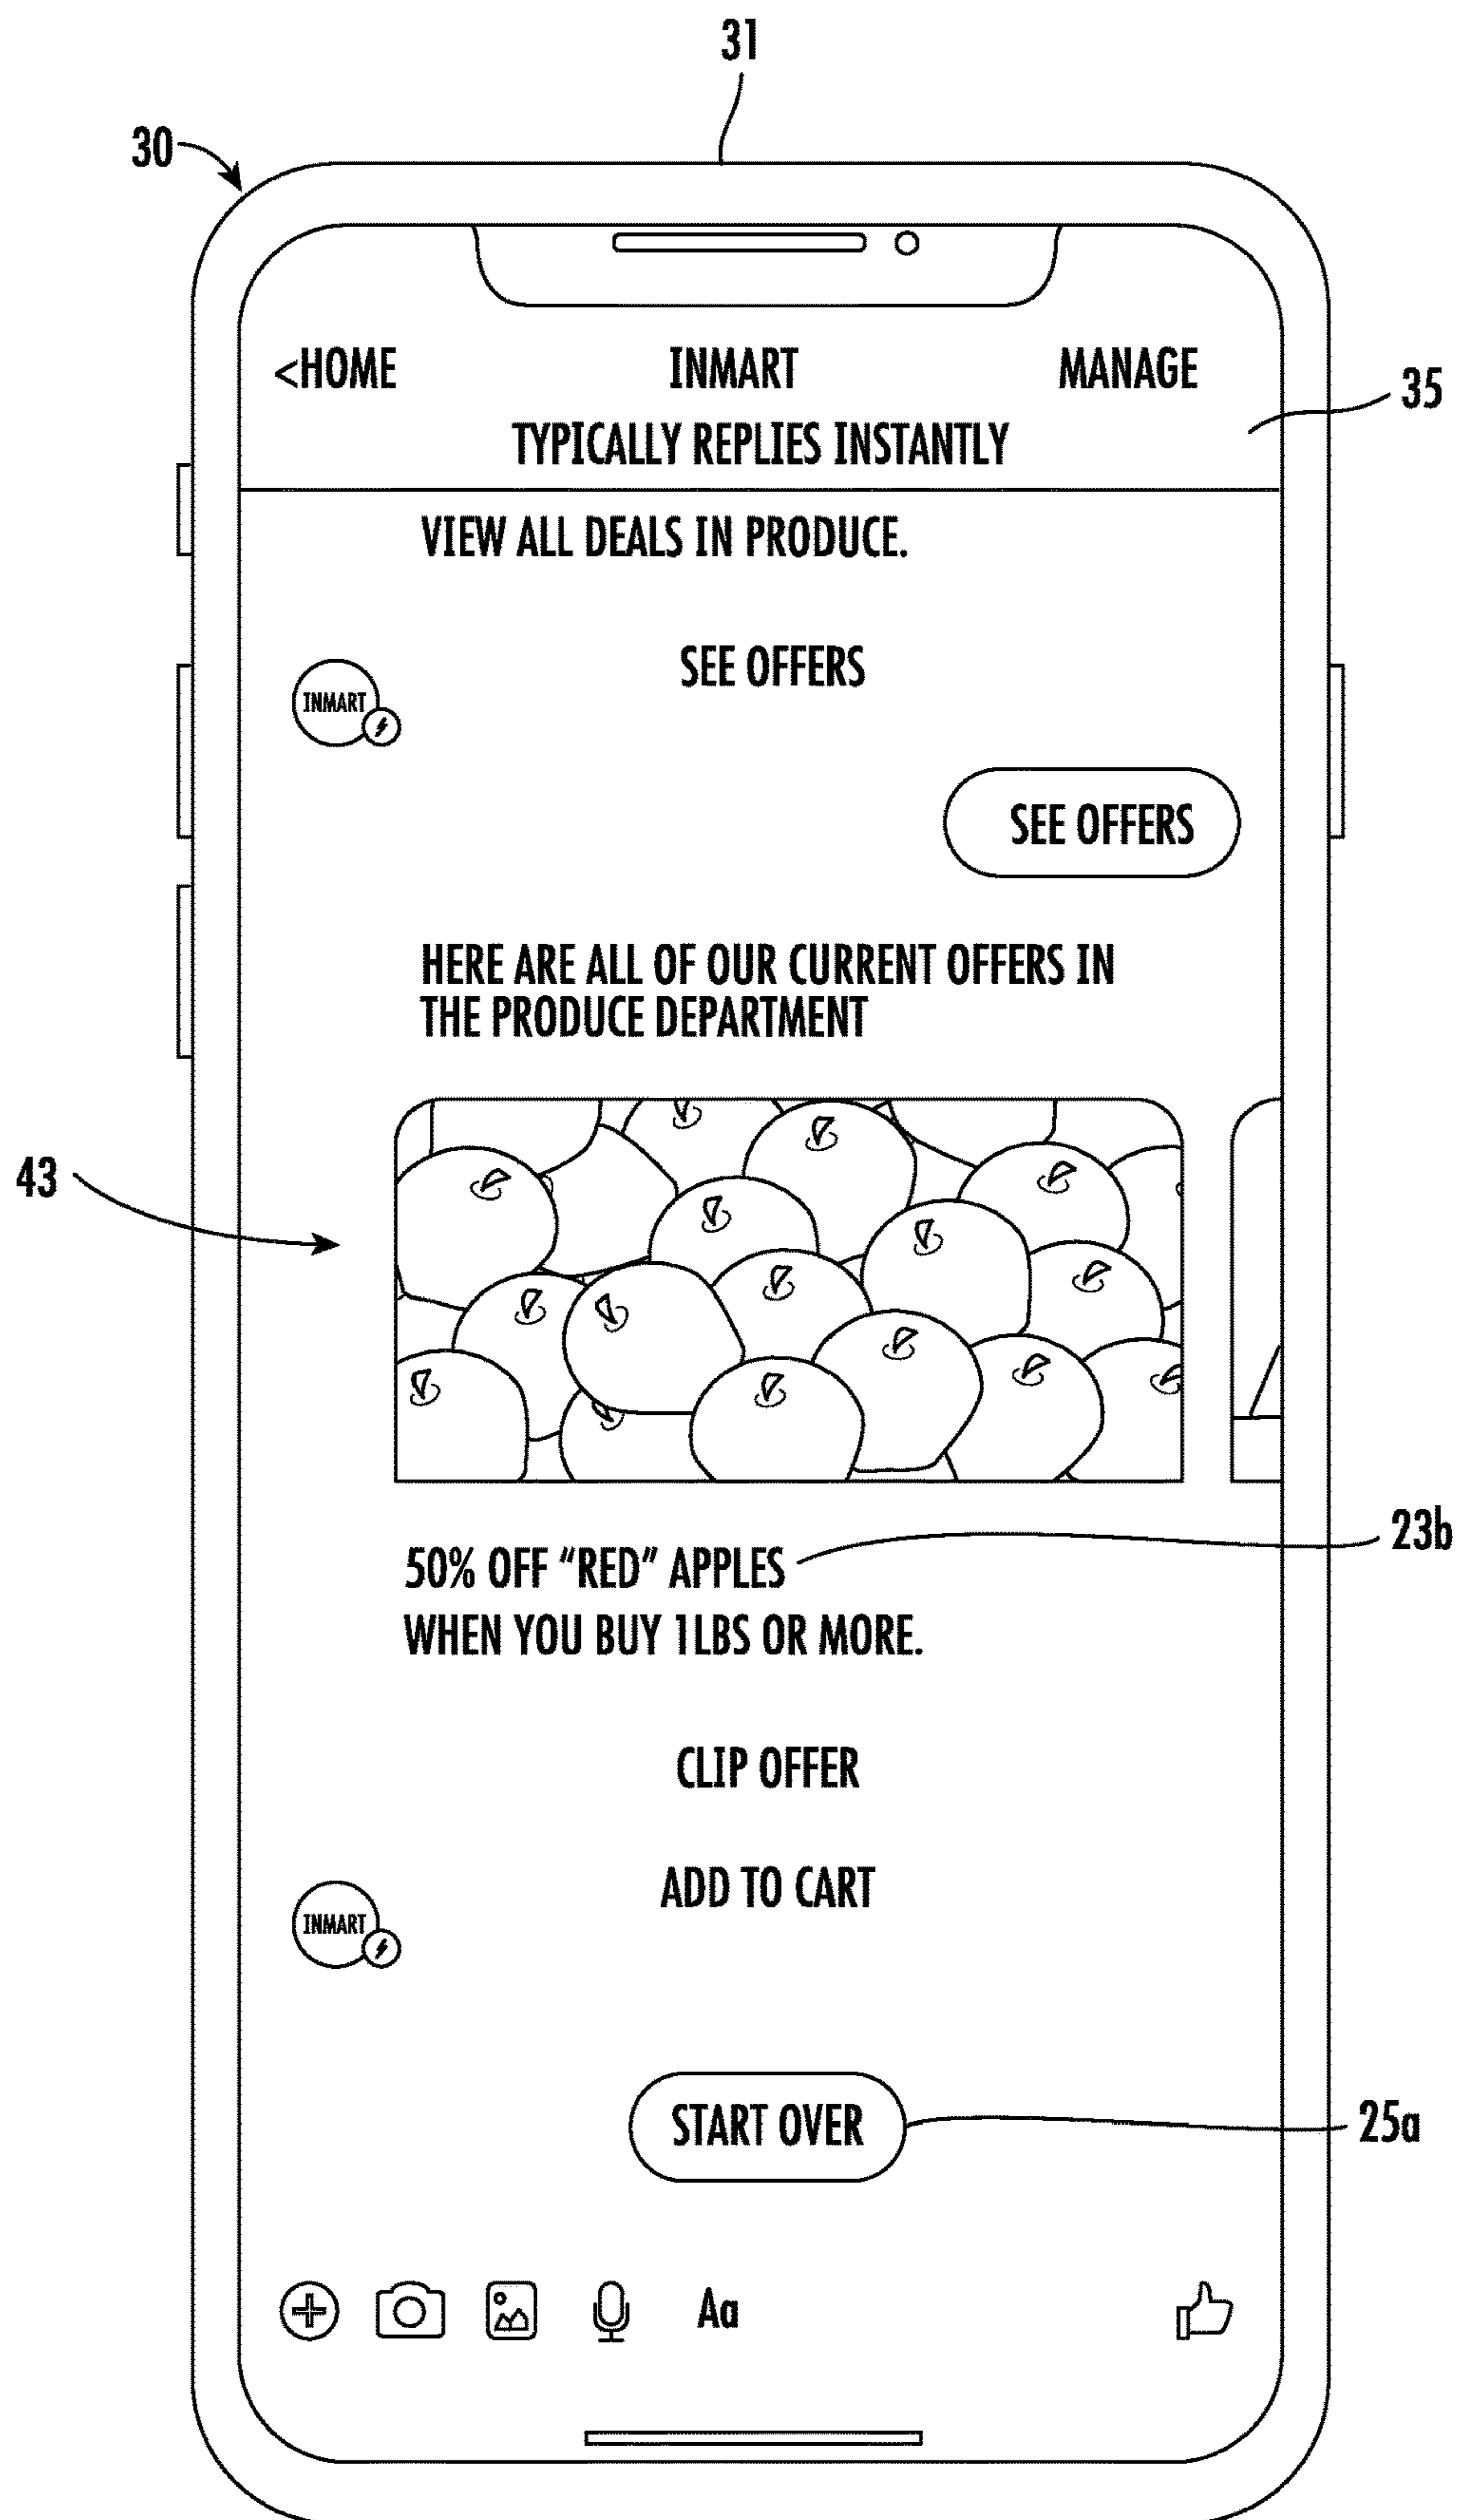 31
30
<HOME INMART MANAGE
35
TYPICALLY REPLIES INSTANTLY
VIEW ALL DEALS IN PRODUCE.
SEE OFFERS
INMART
SEE OFFERS
HERE ARE ALL OF OUR CURRENT OFFERS IN
THE PRODUCE DEPARTMENT
43
23b
50% OFF “RED” APPLES
WHEN YOU BUY 1 LBS OR MORE.
CLIP OFFER
ADD TO CART
INMART
START OVER
25a
Aa